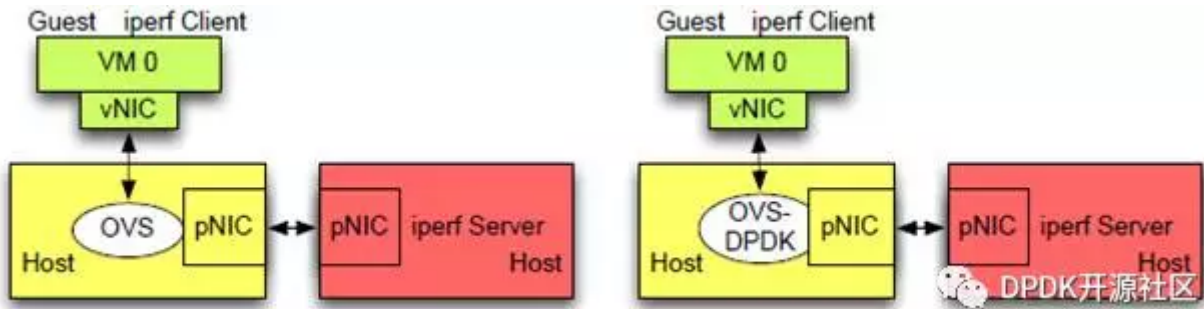 Guest iperf Client
VM 0
vNIC
OVS
pNIC
Host
pNIC
iperf Server
Host
Guest iperf Client
VM 0
vNIC
OVS-
DPDK
pNIC
Host
pNIC
iperf Server
Host
DPDK开源社区